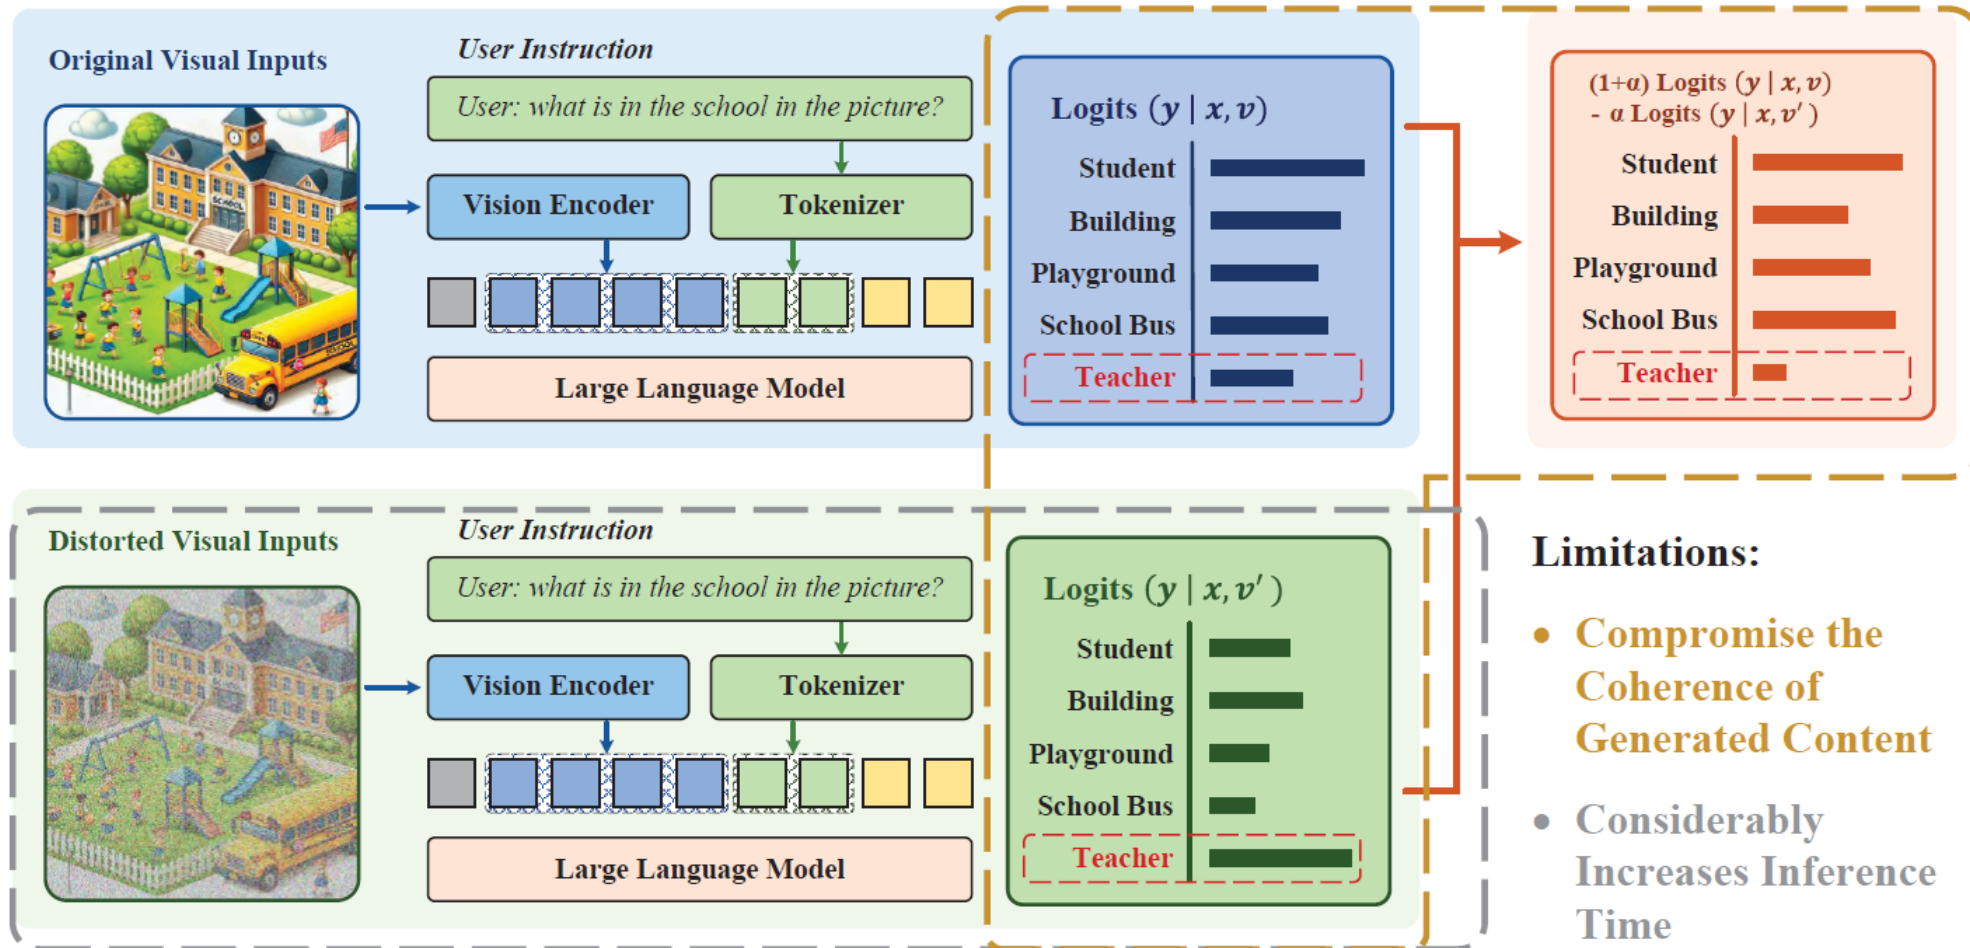 Original Visual Inputs
SCHOOL
User Instruction
User: what is in the school in the picture?
Vision Encoder
Tokenizer
Large Language Model
Logits (y | x, v)
Student
Building
Playground
School Bus
Teacher
(1+α) Logits (y | x, v)
- α Logits (y | x, v′ )
Student
Building
Playground
School Bus
Teacher
Distorted Visual Inputs
SCHOOL
User Instruction
User: what is in the school in the picture?
Vision Encoder
Tokenizer
Large Language Model
Logits (y | x, v′ )
Student
Building
Playground
School Bus
Teacher
Limitations:
• Compromise the
Coherence of
Generated Content
• Considerably
Increases Inference
Time